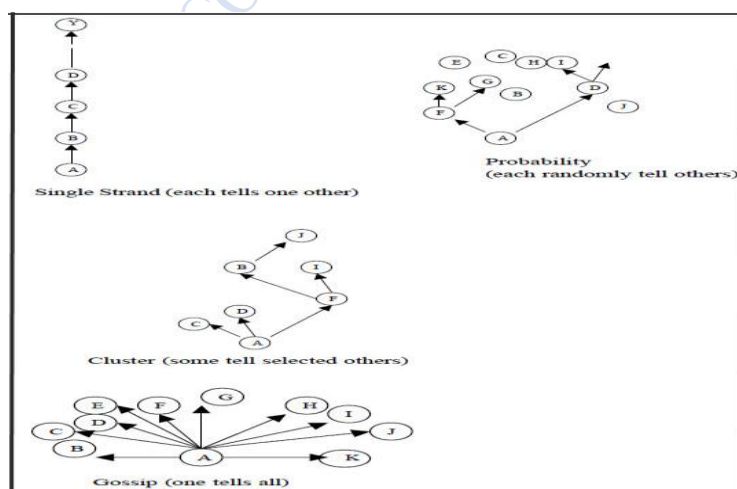 Y
D
C
B
A
Single Strand (each tells one other)
E
C
H
I
K
G
B
D
J
F
A
Probability
(each randomly tell others)
J
B
I
F
D
C
A
Cluster (some tell selected others)
G
E
F
H
I
D
C
J
B
A
K
Gossip (one tells all)